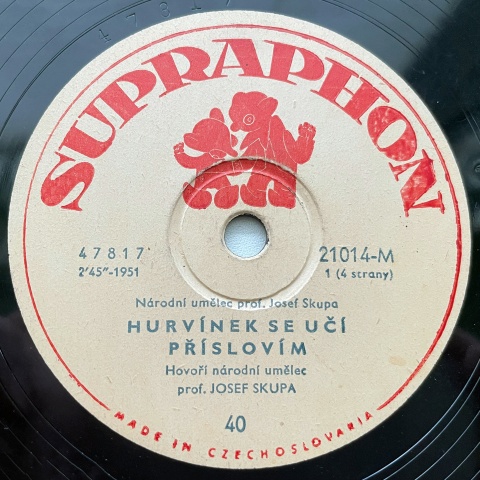 47817
SUPRAPHON
47817
21014-M
2'45"-1951
1 (4 strany)
Národní umělec prof. Josef Skupa
HURVÍNEK SE UČÍ
PŘÍSLOVÍM
Hovoří národní umělec
prof. JOSEF SKUPA
40
MADE IN CZECHOSLOVAKIA